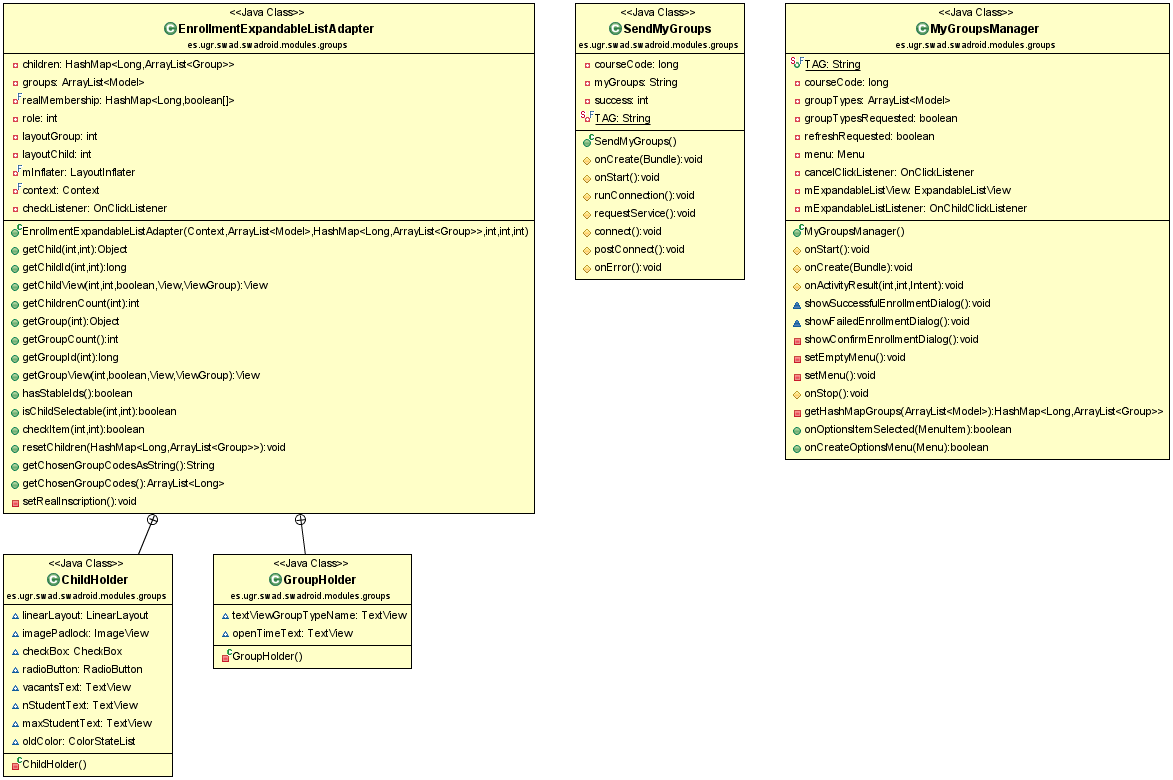 <<Java Class>>
EnrollmentExpandableListAdapter
es.ugr.swad.swadroid.modules.groups
children: HashMap<Long,ArrayList<Group>>
groups: ArrayList<Model>
realMembership: HashMap<Long,boolean[]>
role: int
layoutGroup: int
layoutChild: int
mInflater: LayoutInflater
context: Context
checkListener: OnClickListener
EnrollmentExpandableListAdapter(Context,ArrayList<Model>,HashMap<Long,ArrayList<Group>>,int,int,int)
getChild(int,int):Object
getChildId(int,int):long
getChildView(int,int,boolean,View,ViewGroup):View
getChildrenCount(int):int
getGroup(int):Object
getGroupCount():int
getGroupId(int):long
getGroupView(int,boolean,View,ViewGroup):View
hasStableIds():boolean
isChildSelectable(int,int):boolean
checkItem(int,int):boolean
resetChildren(HashMap<Long,ArrayList<Group>>):void
getChosenGroupCodesAsString():String
getChosenGroupCodes():ArrayList<Long>
setRealInscription():void
<<Java Class>>
SendMyGroups
es.ugr.swad.swadroid.modules.groups
courseCode: long
myGroups: String
success: int
TAG: String
SendMyGroups()
onCreate(Bundle):void
onStart():void
runConnection():void
requestService():void
connect():void
postConnect():void
onError():void
<<Java Class>>
MyGroupsManager
es.ugr.swad.swadroid.modules.groups
TAG: String
courseCode: long
groupTypes: ArrayList<Model>
groupTypesRequested: boolean
refreshRequested: boolean
menu: Menu
cancelClickListener: OnClickListener
mExpandableListView: ExpandableListView
mExpandableListListener: OnChildClickListener
MyGroupsManager()
onStart():void
onCreate(Bundle):void
onActivityResult(int,int,Intent):void
showSuccessfulEnrollmentDialog():void
showFailedEnrollmentDialog():void
showConfirmEnrollmentDialog():void
setEmptyMenu():void
setMenu():void
onStop():void
getHashMapGroups(ArrayList<Model>):HashMap<Long,ArrayList<Group>>
onOptionsItemSelected(MenuItem):boolean
onCreateOptionsMenu(Menu):boolean
<<Java Class>>
ChildHolder
es.ugr.swad.swadroid.modules.groups
linearLayout: LinearLayout
imagePadlock: ImageView
checkBox: CheckBox
radioButton: RadioButton
vacantsText: TextView
nStudentText: TextView
maxStudentText: TextView
oldColor: ColorStateList
ChildHolder()
<<Java Class>>
GroupHolder
es.ugr.swad.swadroid.modules.groups
textViewGroupTypeName: TextView
openTimeText: TextView
GroupHolder()